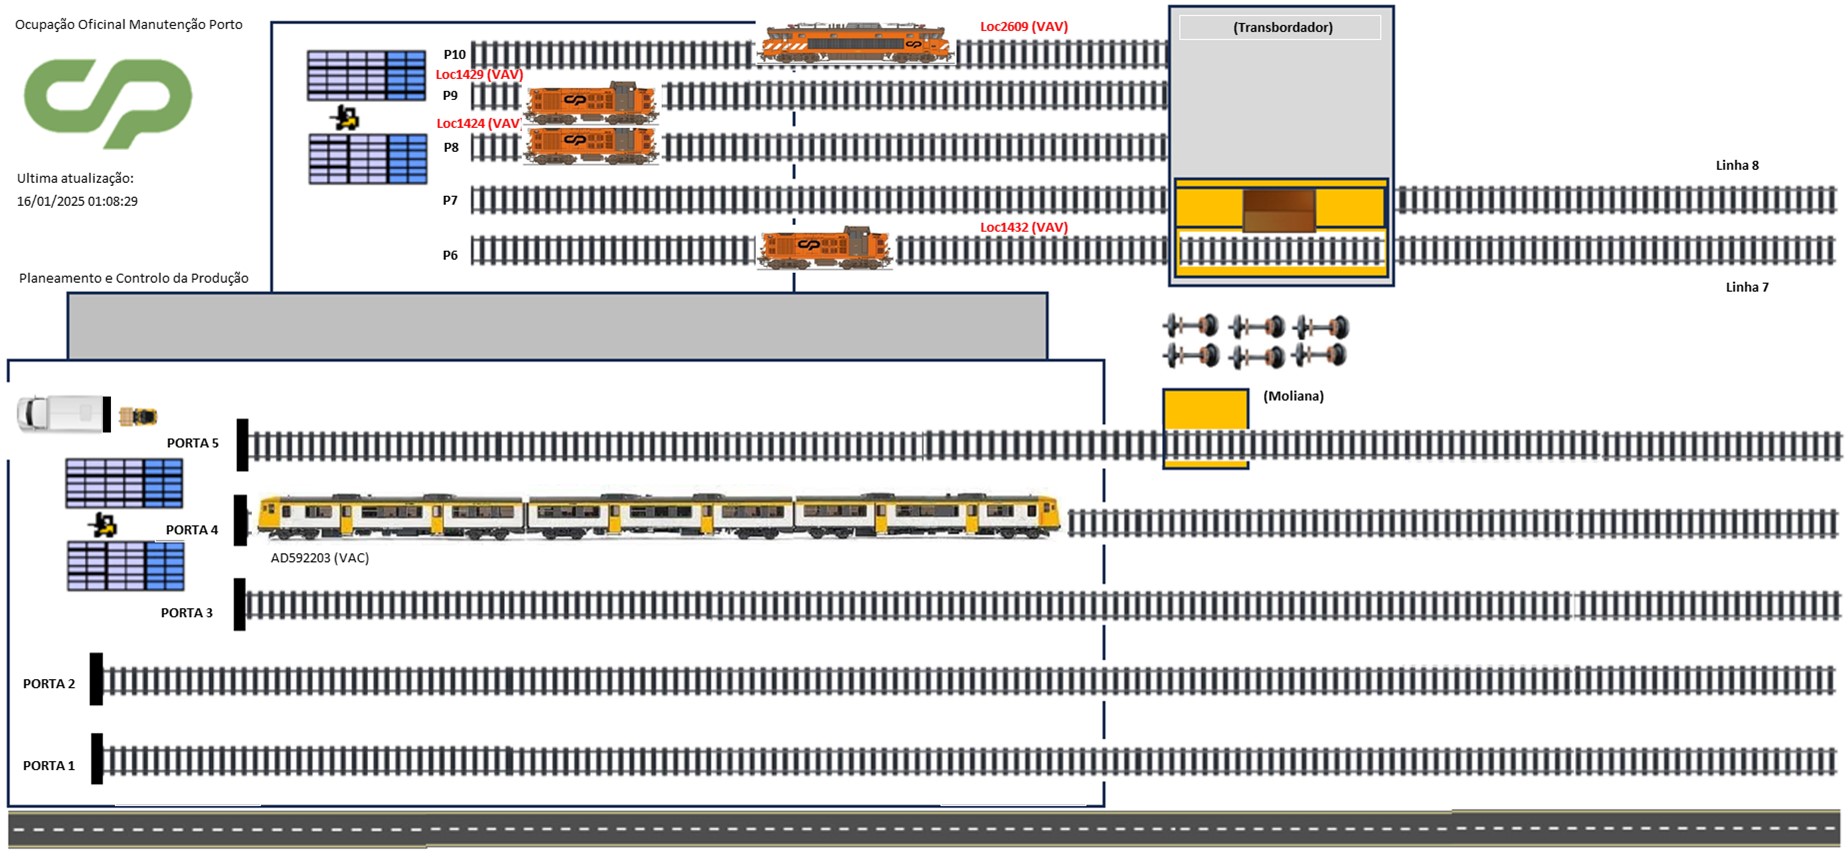 Ocupação Oficinal Manutenção Porto
Loc2609 (VAV)
(Transbordador)
P10
Loc1429 (VAV)
P9
Loc1424 (VAV)
P8
Ultima atualização:
16/01/2025 01:08:29
Linha 8
P7
Loc1432 (VAV)
P6
Planeamento e Controlo da Produção
Linha 7
(Moliana)
PORTA 5
PORTA 4
AD592203 (VAC)
PORTA 3
PORTA 2
PORTA 1